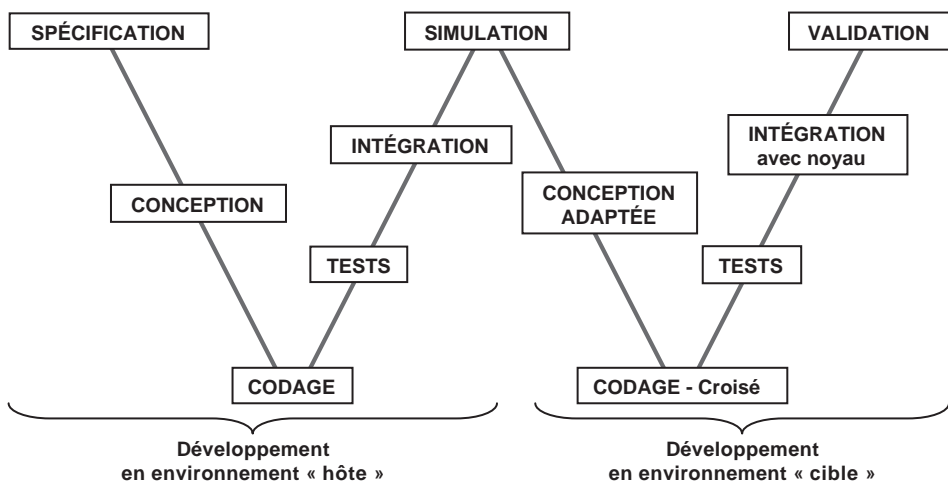 SPÉCIFICATION
SIMULATION
VALIDATION
INTÉGRATION
INTÉGRATION
avec noyau
CONCEPTION
CONCEPTION
ADAPTÉE
TESTS
TESTS
CODAGE
CODAGE - Croisé
Développement
en environnement « hôte »
Développement
en environnement « cible »